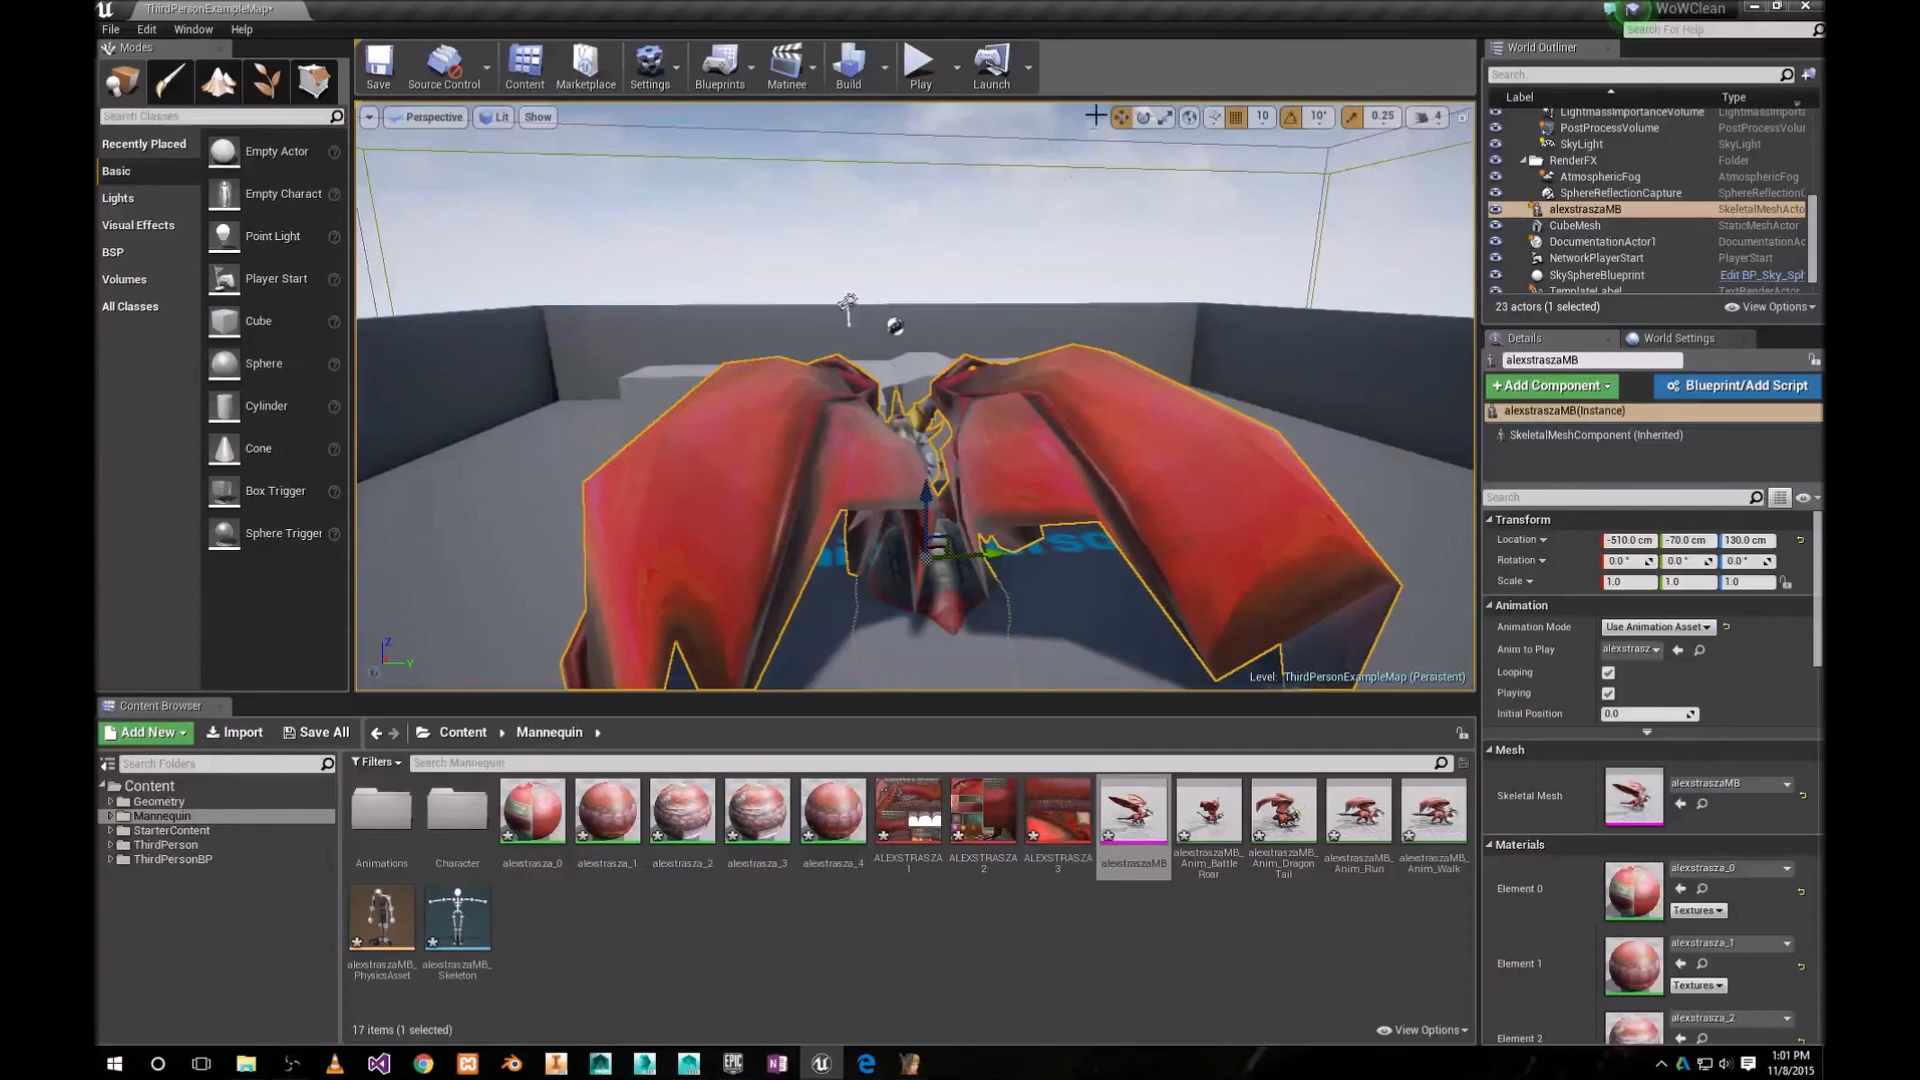 ThirdPersonExampleMap*
WoWClean
File Edit Window Help
Search For Help
Modes
Search Classes
Recently Placed
Basic
Lights
Visual Effects
BSP
Volumes
All Classes
Empty Actor
Empty Charact
Point Light
Player Start
Cube
Sphere
Cylinder
Cone
Box Trigger
Sphere Trigger
Save Source Control Content Marketplace Settings Blueprints Matinee Build Play Launch
Perspective Lit Show
10 10° 0.25 4
Level: ThirdPersonExampleMap (Persistent)
Z
Y
World Outliner
Search...
Label Type
LightmassImportanceVolume LightmassImporta
PostProcessVolume PostProcessVolu
SkyLight SkyLight
RenderFX Folder
AtmosphericFog AtmosphericFog
SphereReflectionCapture SphereReflectionC
alexstraszaMB SkeletalMeshActo
CubeMesh StaticMeshActor
DocumentationActor1 DocumentationAc
NetworkPlayerStart PlayerStart
SkySphereBlueprint Edit BP_Sky_Sph
TemplateLabel TextRenderActor
23 actors (1 selected) View Options
Details World Settings
alexstraszaMB
+Add Component Blueprint/Add Script
alexstraszaMB(Instance)
SkeletalMeshComponent (Inherited)
Search
Transform
Location -510.0 cm -70.0 cm 130.0 cm
Rotation 0.0 ° 0.0 ° 0.0 °
Scale 1.0 1.0 1.0
Animation
Animation Mode Use Animation Asset
Anim to Play alexstrasz
Looping
Playing
Initial Position 0.0
Mesh
Skeletal Mesh alexstraszaMB
Materials
Element 0 alexstrasza_0
Textures
Element 1 alexstrasza_1
Textures
Element 2 alexstrasza_2
Content Browser
Add New Import Save All Content Mannequin
Search Folders
Filters Search Mannequin
Content
Geometry
Mannequin
StarterContent
ThirdPerson
ThirdPersonBP
Animations
Character
alexstrasza_0
alexstrasza_1
alexstrasza_2
alexstrasza_3
alexstrasza_4
ALEXSTRASZA
1
ALEXSTRASZA
2
ALEXSTRASZA
3
alexstraszaMB
alexstraszaMB_
Anim_Battle
Roar
alexstraszaMB_
Anim_Dragon
Tail
alexstraszaMB_
Anim_Run
alexstraszaMB_
Anim_Walk
alexstraszaMB_
PhysicsAsset
alexstraszaMB_
Skeleton
17 items (1 selected) View Options
EPIC
GAMES
1:01 PM
11/8/2015